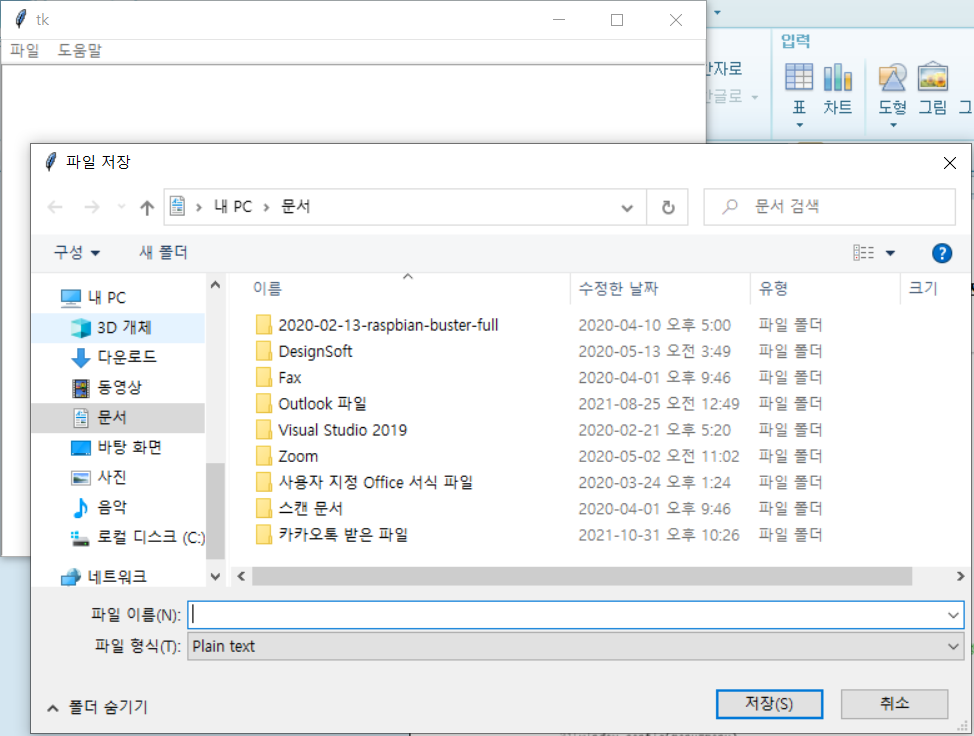 tk
파일 도움말
입력
표 차트 도형 그림
파일 저장
내 PC › 문서
문서 검색
구성 새 폴더
내 PC
3D 개체
다운로드
동영상
문서
바탕 화면
사진
음악
로컬 디스크 (C:)
네트워크
이름 수정한 날짜 유형 크기
2020-02-13-raspbian-buster-full 2020-04-10 오후 5:00 파일 폴더
DesignSoft 2020-05-13 오전 3:49 파일 폴더
Fax 2020-04-01 오후 9:46 파일 폴더
Outlook 파일 2021-08-25 오전 12:49 파일 폴더
Visual Studio 2019 2020-02-21 오후 5:20 파일 폴더
Zoom 2020-05-02 오전 11:02 파일 폴더
사용자 지정 Office 서식 파일 2020-03-24 오후 1:24 파일 폴더
스캔 문서 2020-04-01 오후 9:46 파일 폴더
카카오톡 받은 파일 2021-10-31 오후 10:26 파일 폴더
파일 이름(N):
파일 형식(T): Plain text
폴더 숨기기
저장(S) 취소